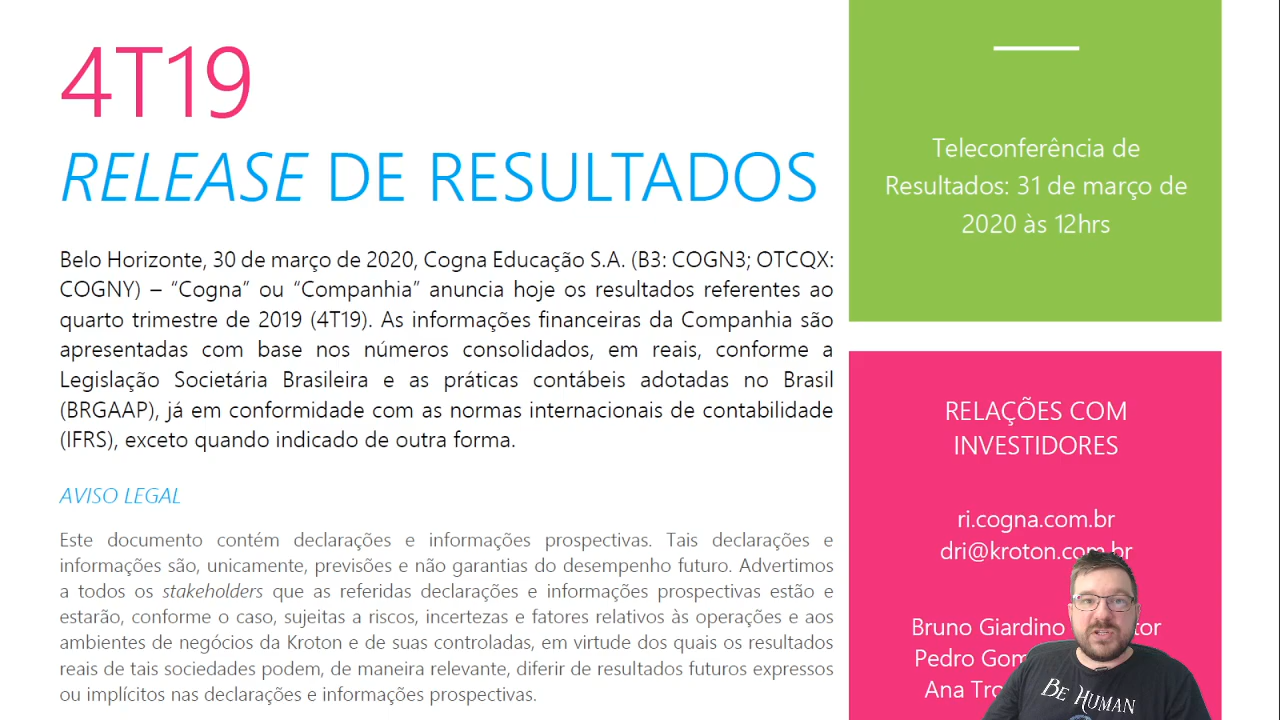 4T19
RELEASE DE RESULTADOS
Belo Horizonte, 30 de março de 2020, Cogna Educação S.A. (B3: COGN3; OTCQX:
COGNY) – “Cogna” ou “Companhia” anuncia hoje os resultados referentes ao
quarto trimestre de 2019 (4T19). As informações financeiras da Companhia são
apresentadas com base nos números consolidados, em reais, conforme a
Legislação Societária Brasileira e as práticas contábeis adotadas no Brasil
(BRGAAP), já em conformidade com as normas internacionais de contabilidade
(IFRS), exceto quando indicado de outra forma.
AVISO LEGAL
Este documento contém declarações e informações prospectivas. Tais declarações e
informações são, unicamente, previsões e não garantias do desempenho futuro. Advertimos
a todos os stakeholders que as referidas declarações e informações prospectivas estão e
estarão, conforme o caso, sujeitas a riscos, incertezas e fatores relativos às operações e aos
ambientes de negócios da Kroton e de suas controladas, em virtude dos quais os resultados
reais de tais sociedades podem, de maneira relevante, diferir de resultados futuros expressos
ou implícitos nas declarações e informações prospectivas.
Teleconferência de
Resultados: 31 de março de
2020 às 12hrs
RELAÇÕES COM
INVESTIDORES
ri.cogna.com.br
dri@kroton.com.br
Bruno Giardino
Pedro
Ana
BE HUMAN